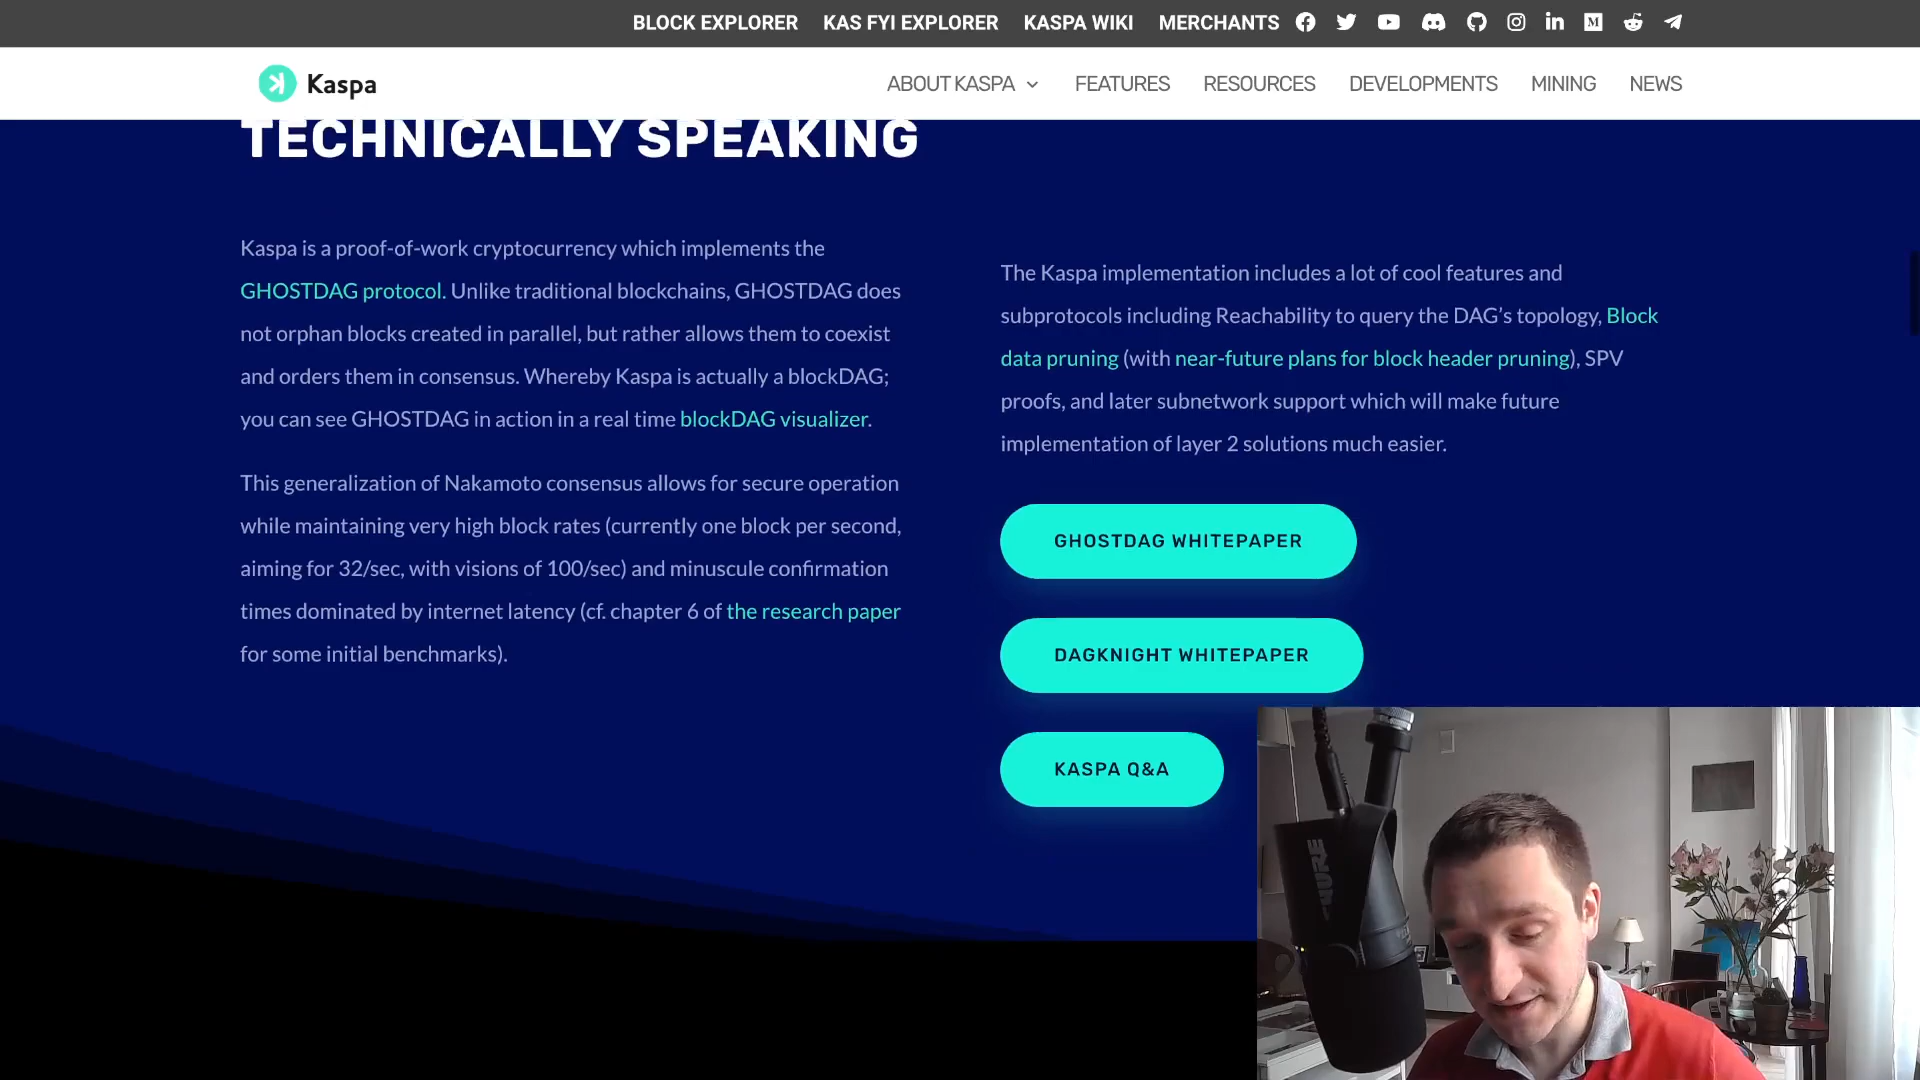 BLOCK EXPLORER KAS FYI EXPLORER KASPA WIKI MERCHANTS
Kaspa
ABOUT KASPA FEATURES RESOURCES DEVELOPMENTS MINING NEWS
TECHNICALLY SPEAKING
Kaspa is a proof-of-work cryptocurrency which implements the
GHOSTDAG protocol. Unlike traditional blockchains, GHOSTDAG does
not orphan blocks created in parallel, but rather allows them to coexist
and orders them in consensus. Whereby Kaspa is actually a blockDAG;
you can see GHOSTDAG in action in a real time blockDAG visualizer.
This generalization of Nakamoto consensus allows for secure operation
while maintaining very high block rates (currently one block per second,
aiming for 32/sec, with visions of 100/sec) and minuscule confirmation
times dominated by internet latency (cf. chapter 6 of the research paper
for some initial benchmarks).
The Kaspa implementation includes a lot of cool features and
subprotocols including Reachability to query the DAG’s topology, Block
data pruning (with near-future plans for block header pruning), SPV
proofs, and later subnetwork support which will make future
implementation of layer 2 solutions much easier.
GHOSTDAG WHITEPAPER
DAGKNIGHT WHITEPAPER
KASPA Q&A
SHURE